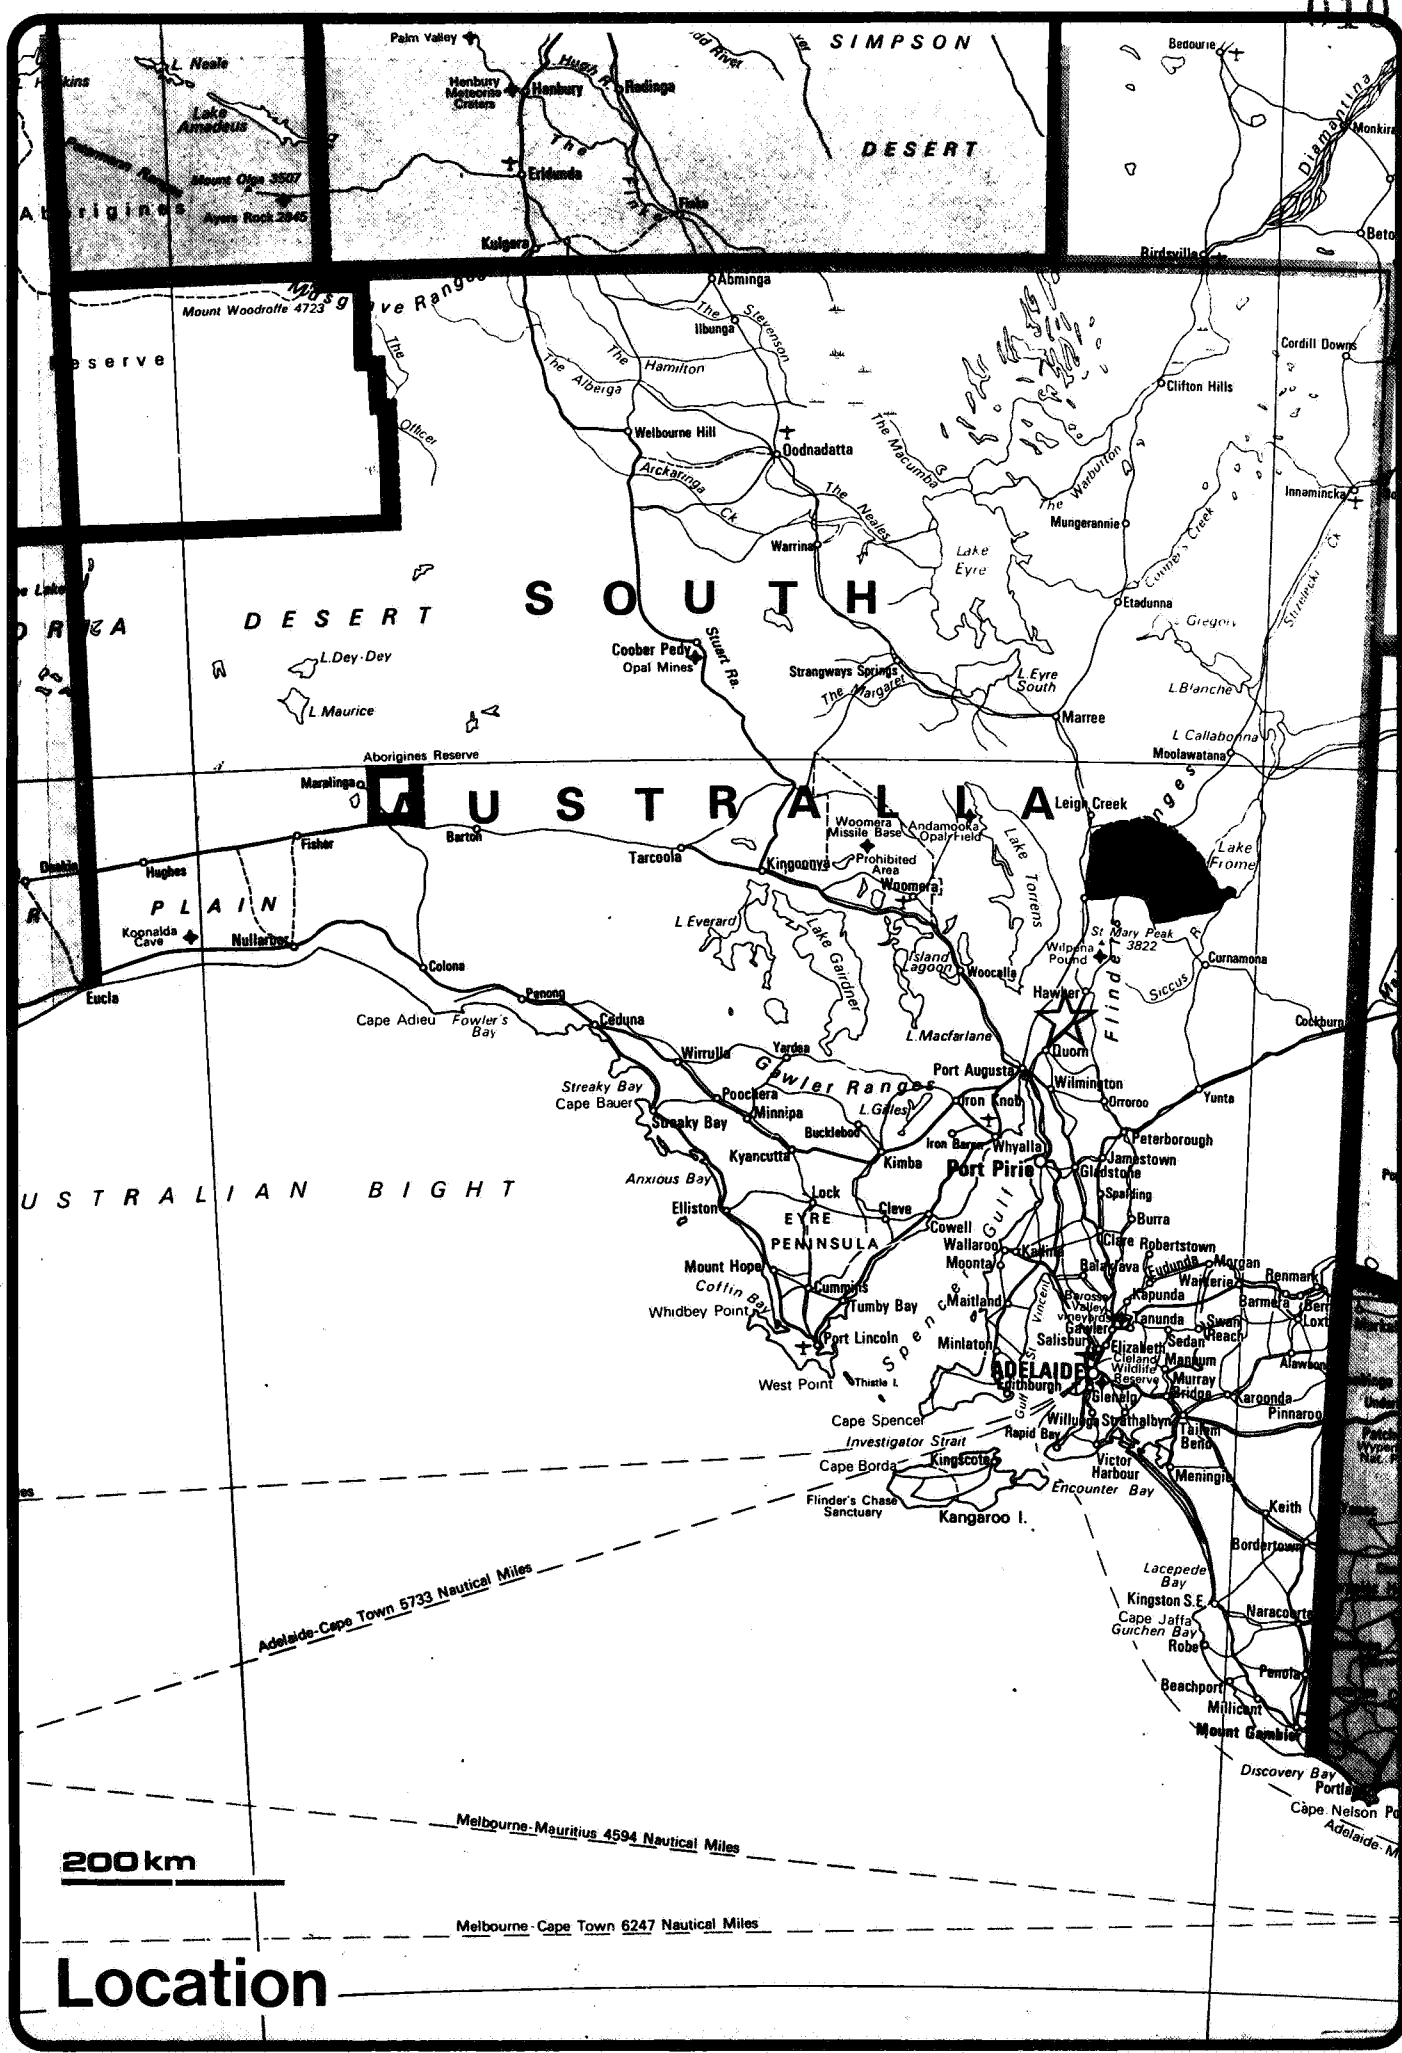 Palm Valley
SIMPSON
DESERT
Bedourie
L. Neale
Lake
Amadeus
Henbury
Meteorite
Craters
Henbury
Hugh R.
Rodinga
The
Finke
Finke
Diamantina
Mount Olga 3507
Ayers Rock 2845
Erldunda
Kulgera
Birdsville
Musgrave Ranges
Mount Woodroffe 4723
Abminga
The
Stevenson
Ilbunga
The
Hamilton
The Alberga
The
Officer
Cordill Downs
Clifton Hills
Welbourne Hill
Oodnadatta
Arckaringa
Ck
The Macumba
The
Neales
The Warburton
Mungerannie
Innamincka
Warrina
Lake
Eyre
Cooper's Creek
Strzelecki Ck
Etadunna
SOUTH
DESERT
L. Gregory
L.Dey-Dey
L.Maurice
Coober Pedy
Opal Mines
Stuart Ra.
Strangways Springs
The Margaret
L.Eyre
South
L.Blanche
Marree
L Callabonna
Moolawatana
Aborigines Reserve
Maralinga
AUSTRALIA
Leigh Creek
Woomera
Missile Base
Andamooka
Opal Field
Lake Torrens
Lake
Frome
Barton
Fisher
Hughes
Deakin
Tarcoola
Kingoonya
Prohibited
Area
Woomera
PLAIN
Koonalda
Cave
Nullarbor
L.Everard
Lake Gairdner
Island
Lagoon
Woocalla
Wilpena
Pound
St Mary Peak
3822
Flinders
Siccus R
Curnamona
Hawker
Eucla
Colona
Penong
Cape Adieu
Fowler's
Bay
Ceduna
L.Macfarlane
Quorn
Cockburn
Wirrulla
Yardea
Gawler Ranges
Port Augusta
Wilmington
Streaky Bay
Cape Bauer
Poochera
Minnipa
L.Gilles
Iron Knob
Orroroo
Yunta
Streaky Bay
Buckleboo
Iron Baron
Whyalla
Peterborough
Kyancutta
Kimba
Port Pirie
Jamestown
Gladstone
Anxious Bay
Lock
Spalding
Elliston
EYRE
PENINSULA
Cleve
Cowell
Burra
Wallaroo
Kadina
Clare
Robertstown
Mount Hope
Moonta
Balaklava
Eudunda
Morgan
Renmark
Coffin Bay
Cummins
Waikerie
Barmera
Whidbey Point
Tumby Bay
Maitland
Barossa
Valley
vineyards
Kapunda
Tanunda
Gawler
Swan
Reach
Port Lincoln
Spencer Gulf
Minlaton
Gulf St Vincent
Salisbury
Elizabeth
Sedan
ADELAIDE
Cleland
Wildlife
Reserve
Mannum
West Point
Thistle I.
Edithburgh
Glenelg
Murray
Bridge
Karoonda
Cape Spencer
Willunga
Strathalbyn
Pinnaroo
Investigator Strait
Rapid Bay
Tailem
Bend
Cape Borda
Kingscote
Victor
Harbour
Meningie
Flinder's Chase
Sanctuary
Kangaroo I.
Encounter Bay
Keith
Bordertown
USTRALIAN BIGHT
Lacepede
Bay
Kingston S.E.
Naracoorte
Cape Jaffa
Guichen Bay
Robe
Penola
Beachport
Millicent
Mount Gambier
Discovery Bay
Cape Nelson
Adelaide-Cape Town 5733 Nautical Miles
Melbourne-Mauritius 4594 Nautical Miles
200km
Melbourne-Cape Town 6247 Nautical Miles
Location